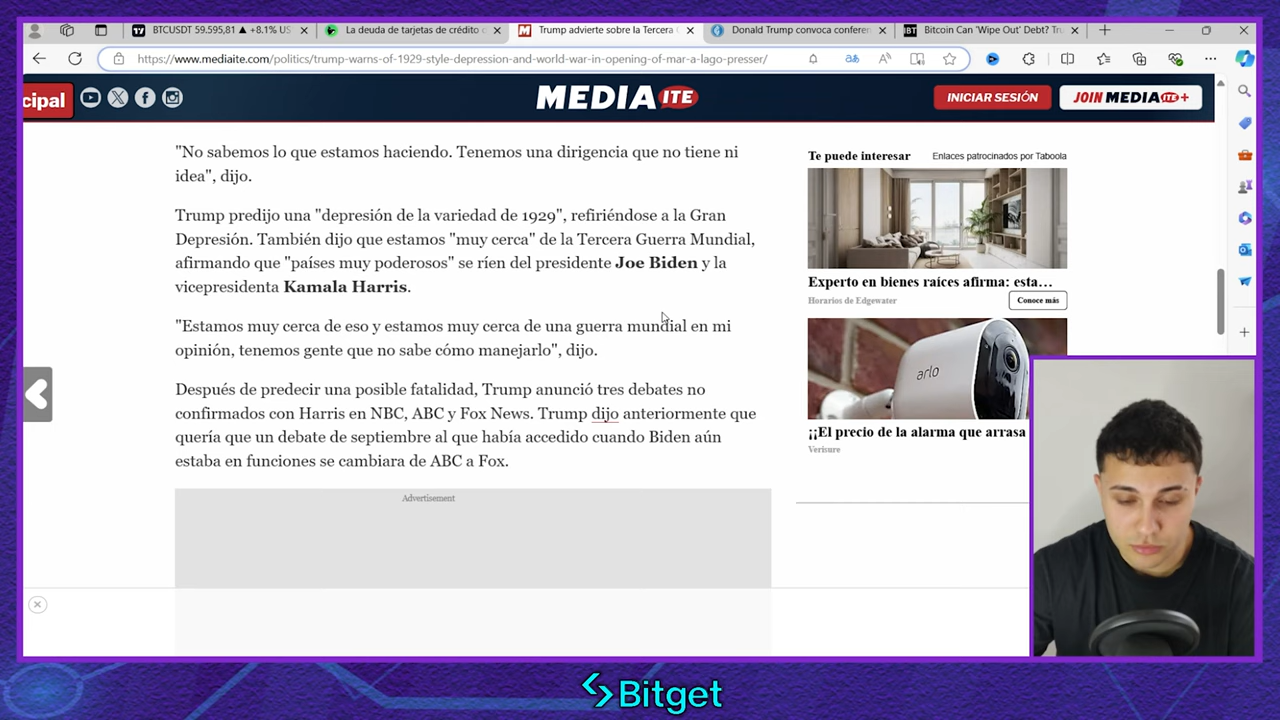 BTCUSDT 59.595,81 ▲ +8.1% US
La deuda de tarjetas de crédito
Trump advierte sobre la Tercera
Donald Trump convoca conferen
Bitcoin Can 'Wipe Out' Debt? Tru
https://www.mediaite.com/politics/trump-warns-of-1929-style-depression-and-world-war-in-opening-of-mar-a-lago-presser/
cipal
MEDIAITE
INICIAR SESIÓN
JOIN MEDIAITE+
"No sabemos lo que estamos haciendo. Tenemos una dirigencia que no tiene ni
idea", dijo.
Trump predijo una "depresión de la variedad de 1929", refiriéndose a la Gran
Depresión. También dijo que estamos "muy cerca" de la Tercera Guerra Mundial,
afirmando que "países muy poderosos" se ríen del presidente Joe Biden y la
vicepresidenta Kamala Harris.
"Estamos muy cerca de eso y estamos muy cerca de una guerra mundial en mi
opinión, tenemos gente que no sabe cómo manejarlo", dijo.
Después de predecir una posible fatalidad, Trump anunció tres debates no
confirmados con Harris en NBC, ABC y Fox News. Trump dijo anteriormente que
quería que un debate de septiembre al que había accedido cuando Biden aún
estaba en funciones se cambiara de ABC a Fox.
Advertisement
Te puede interesar
Enlaces patrocinados por Taboola
Experto en bienes raíces afirma: esta...
Horarios de Edgewater
Conoce más
arlo
¡¡El precio de la alarma que arrasa
Verisure
Bitget